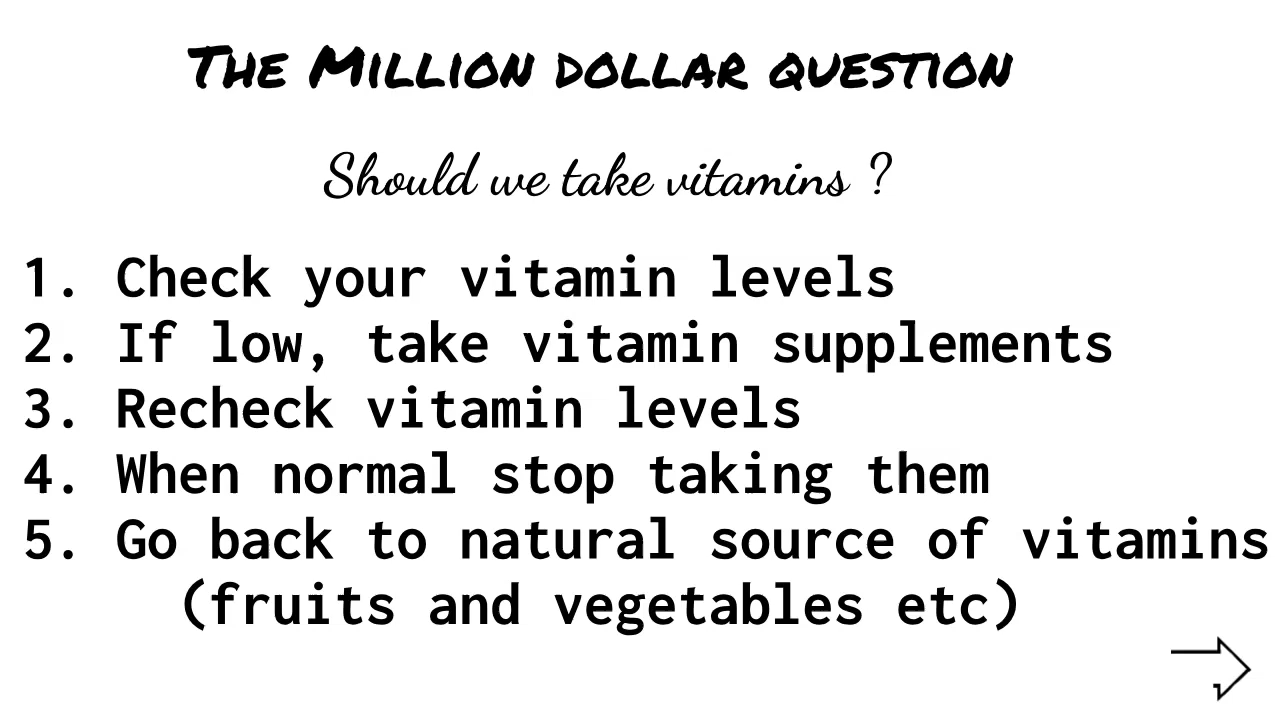 The Million dollar question
Should we take vitamins ?
1. Check your vitamin levels
2. If low, take vitamin supplements
3. Recheck vitamin levels
4. When normal stop taking them
5. Go back to natural source of vitamins
(fruits and vegetables etc)